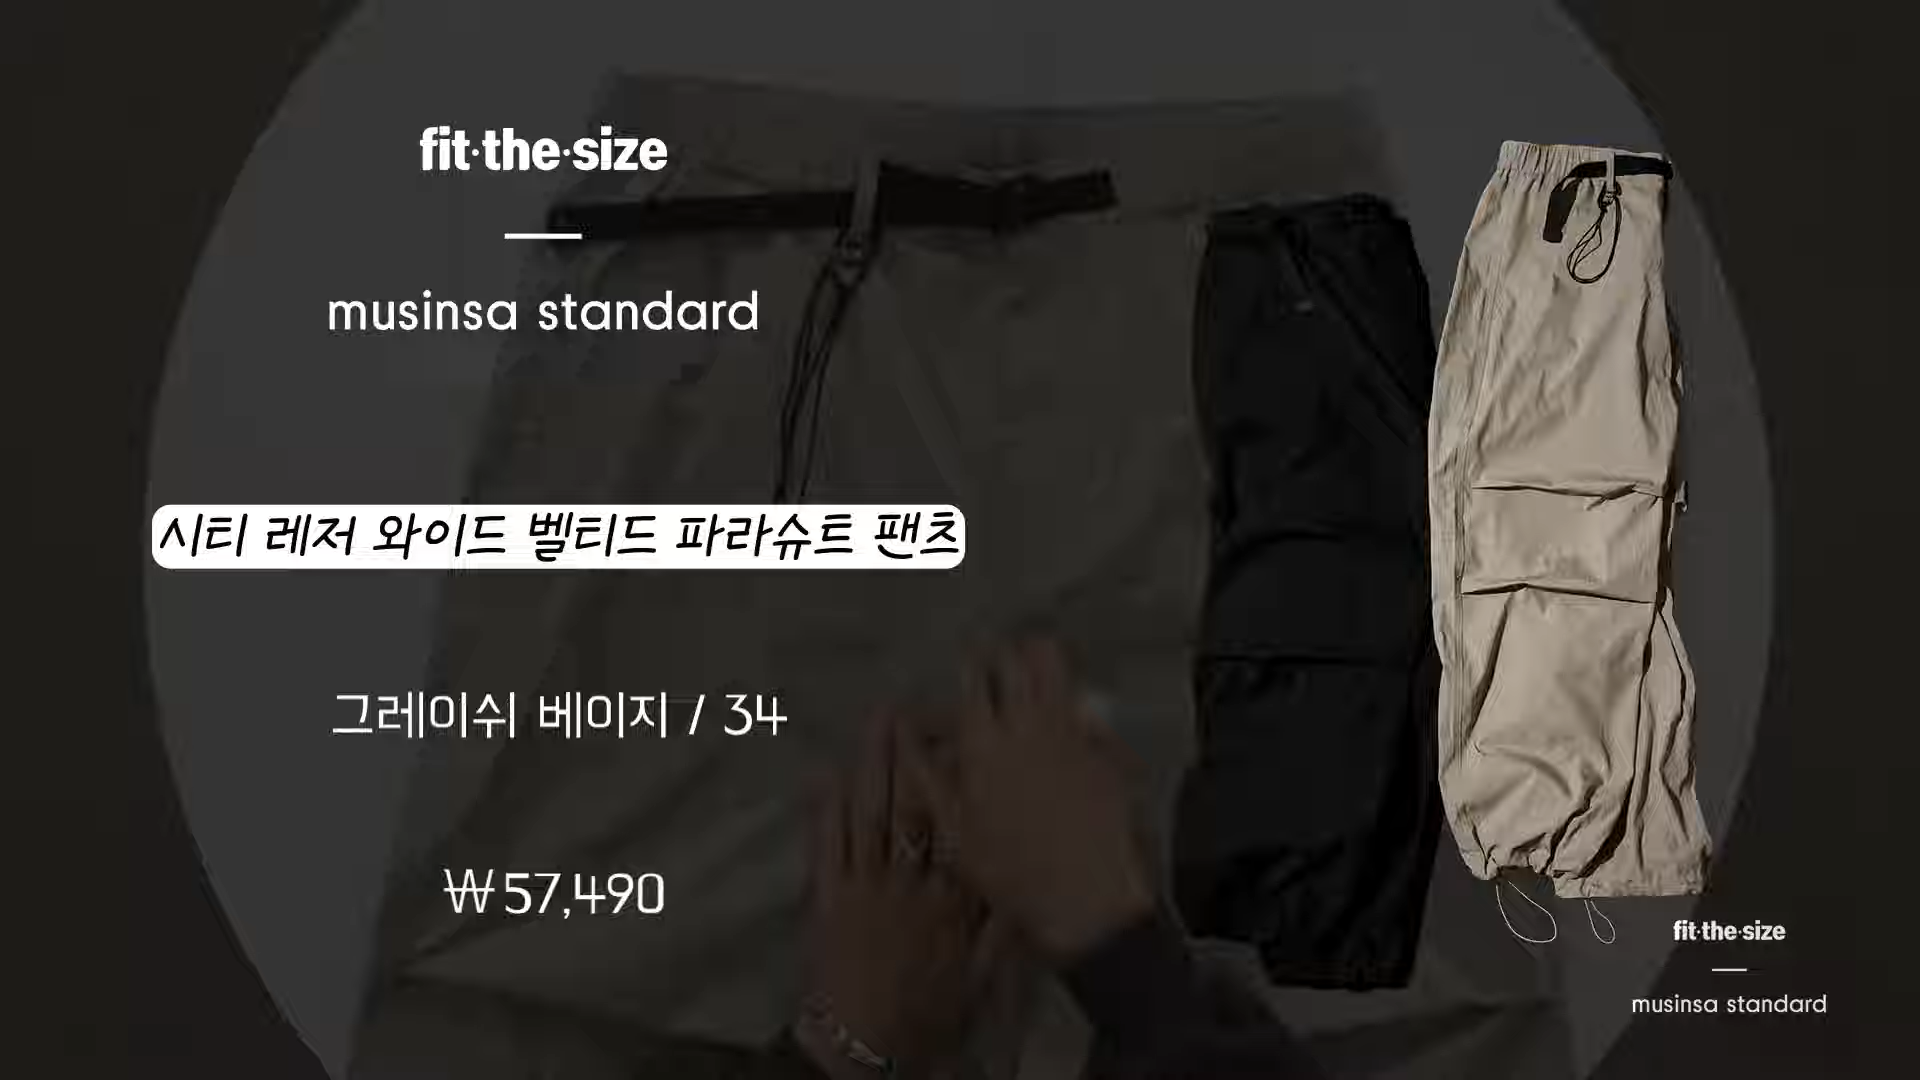 fit·the·size
musinsa standard
시티 레저 와이드 벨티드 파라슈트 팬츠
그레이쉬 베이지 / 34
₩57,490
fit·the·size
musinsa standard